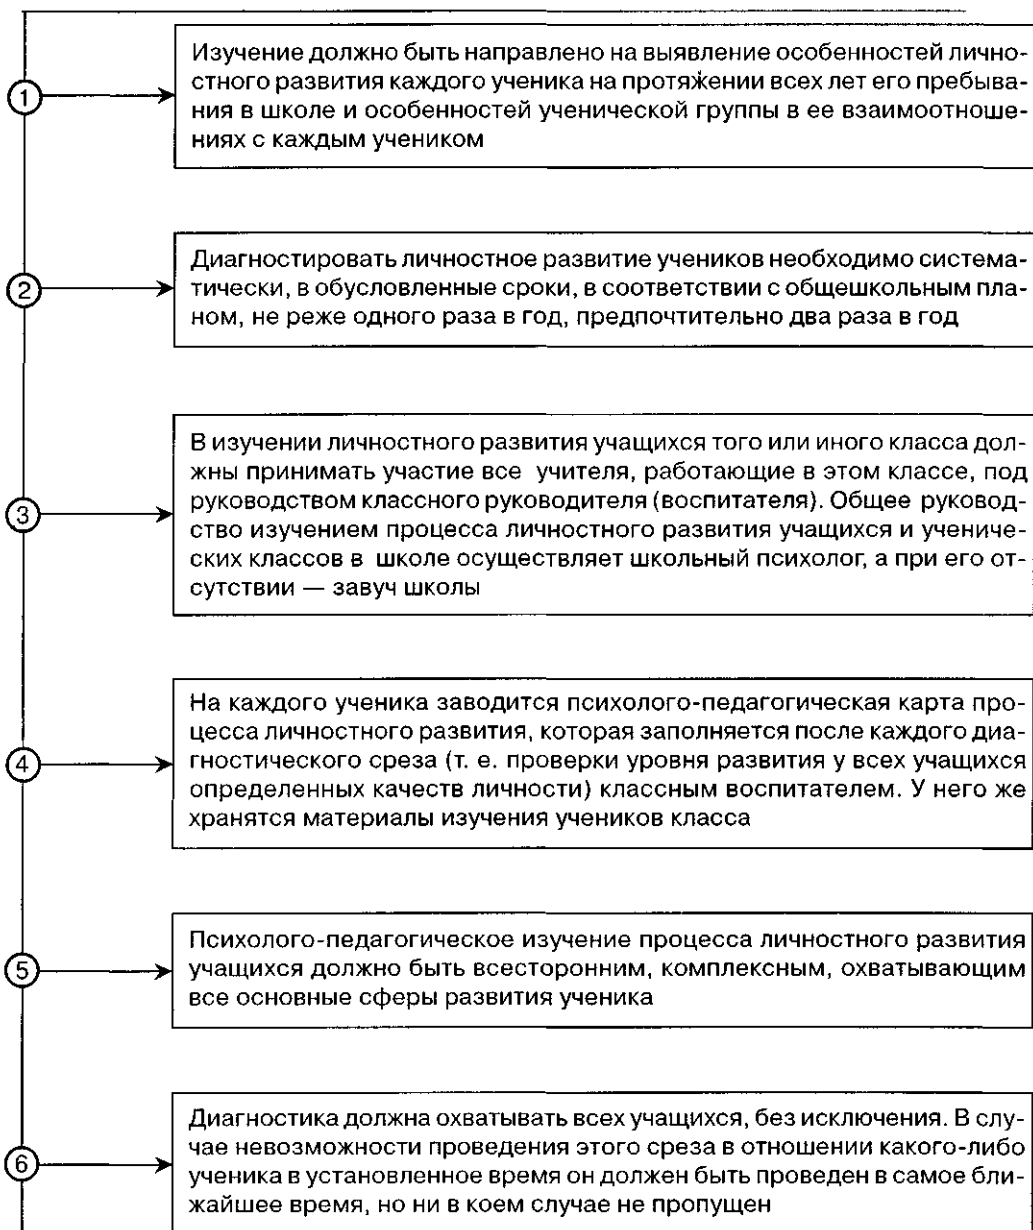 1
Изучение должно быть направлено на выявление особенностей лично-
стного развития каждого ученика на протяжении всех лет его пребыва-
ния в школе и особенностей ученической группы в ее взаимоотноше-
ниях с каждым учеником
2
Диагностировать личностное развитие учеников необходимо система-
тически, в обусловленные сроки, в соответствии с общешкольным пла-
ном, не реже одного раза в год, предпочтительно два раза в год
3
В изучении личностного развития учащихся того или иного класса дол-
жны принимать участие все учителя, работающие в этом классе, под
руководством классного руководителя (воспитателя). Общее руковод-
ство изучением процесса личностного развития учащихся и учениче-
ских классов в школе осуществляет школьный психолог, а при его от-
сутствии — завуч школы
4
На каждого ученика заводится психолого-педагогическая карта про-
цесса личностного развития, которая заполняется после каждого диа-
гностического среза (т. е. проверки уровня развития у всех учащихся
определенных качеств личности) классным воспитателем. У него же
хранятся материалы изучения учеников класса
5
Психолого-педагогическое изучение процесса личностного развития
учащихся должно быть всесторонним, комплексным, охватывающим
все основные сферы развития ученика
6
Диагностика должна охватывать всех учащихся, без исключения. В слу-
чае невозможности проведения этого среза в отношении какого-либо
ученика в установленное время он должен быть проведен в самое бли-
жайшее время, но ни в коем случае не пропущен